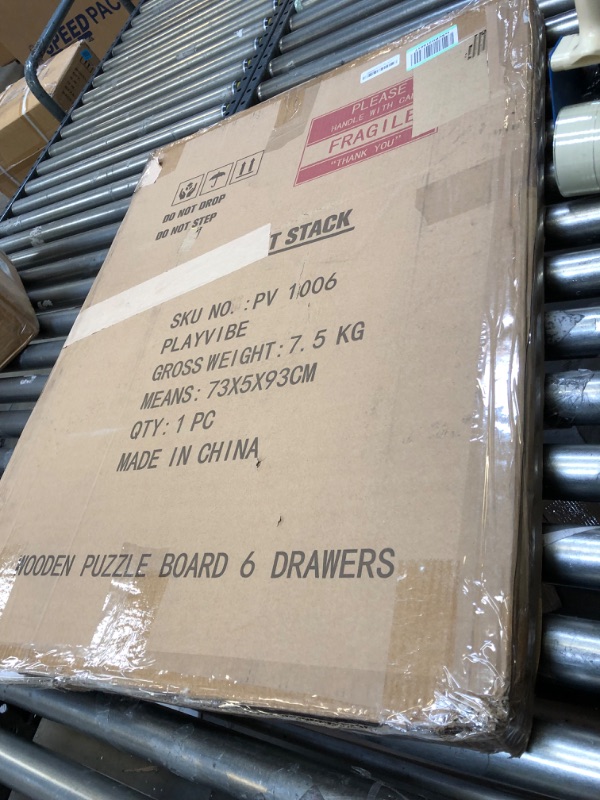 SPEED PAC
PLEASE
HANDLE WITH CA
FRAGILE
"THANK YOU"
DO NOT DROP
DO NOT STEP
T STACK
SKU NO. :PV 1006
PLAYVIBE
GROSS WEIGHT: 7.5 KG
MEANS: 73X5X93CM
QTY: 1 PC
MADE IN CHINA
WOODEN PUZZLE BOARD 6 DRAWERS